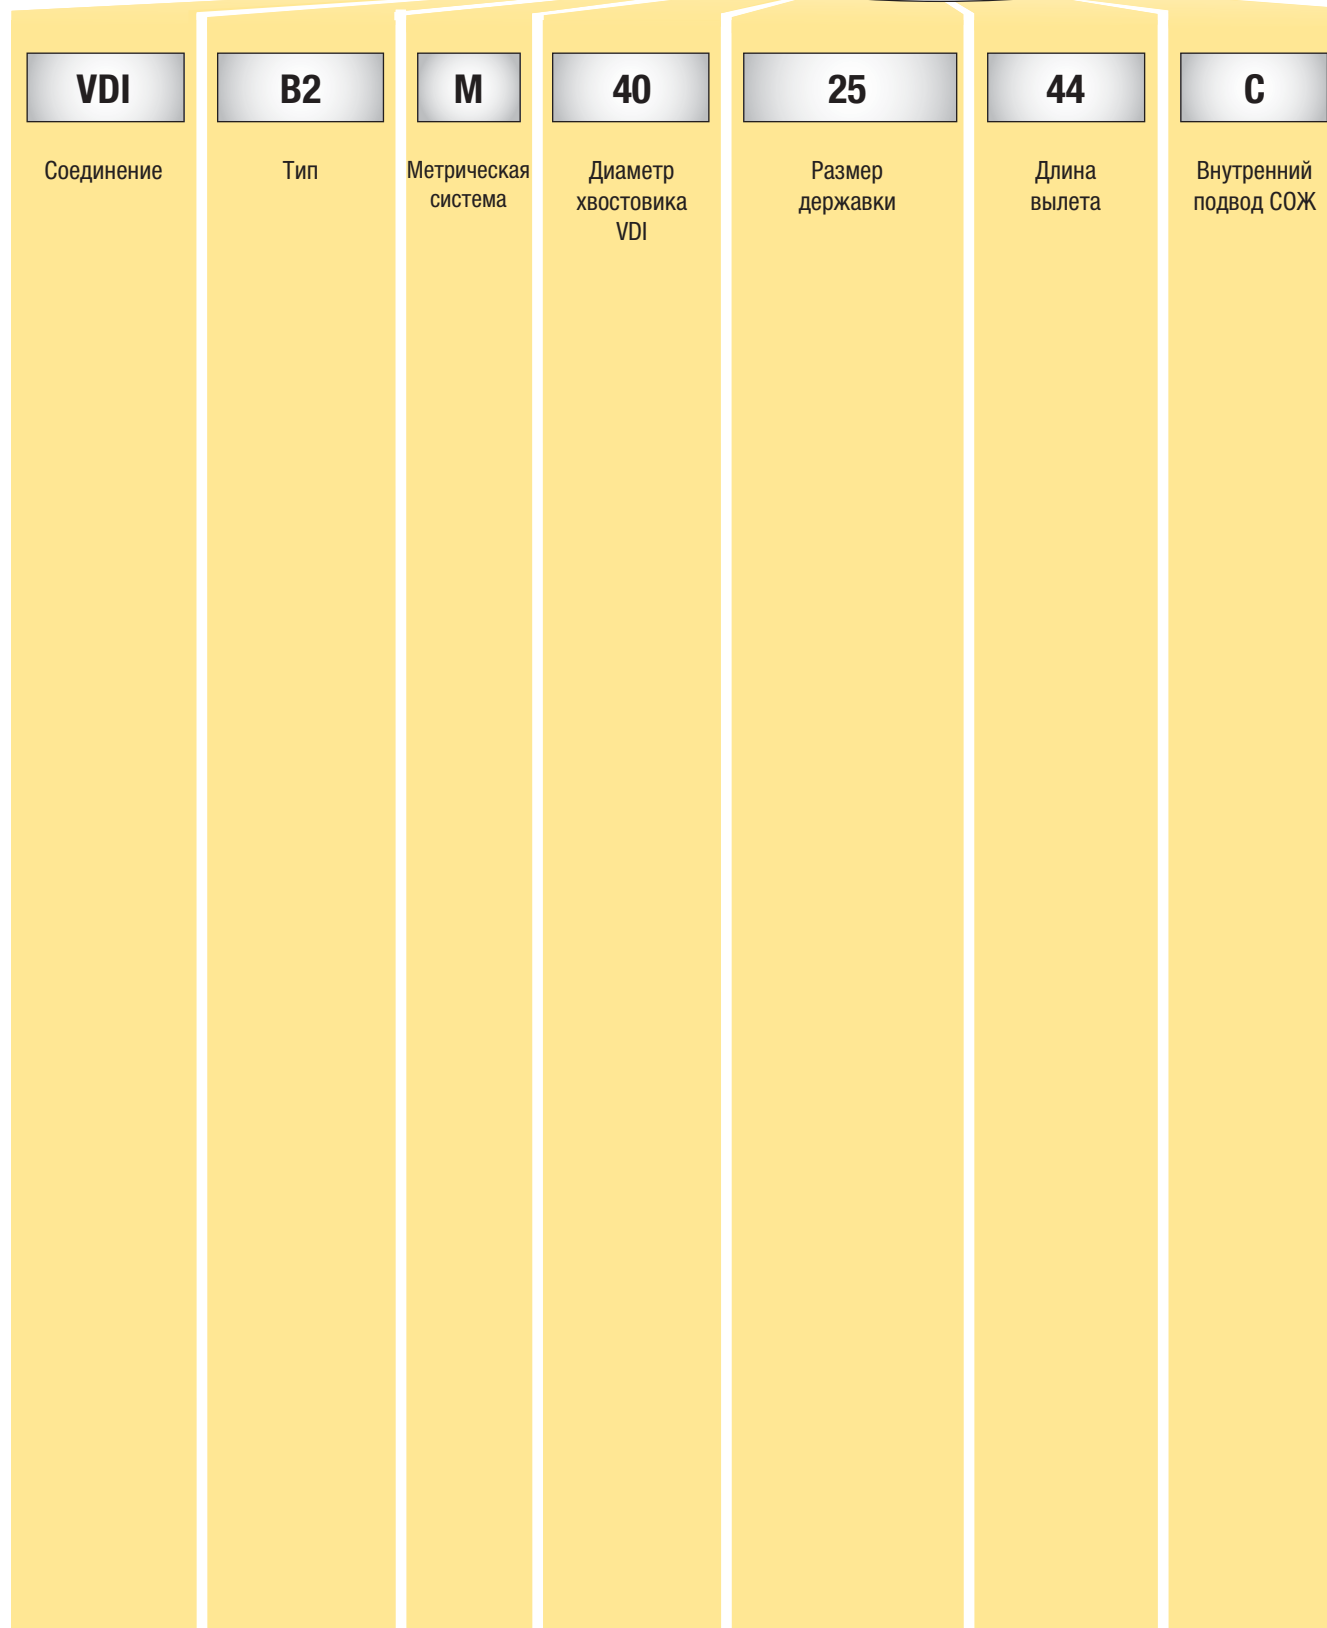 VDI
B2
M
40
25
44
C
Соединение
Тип
Метрическая
система
Диаметр
хвостовика
VDI
Размер
державки
Длина
вылета
Внутренний
подвод СОЖ